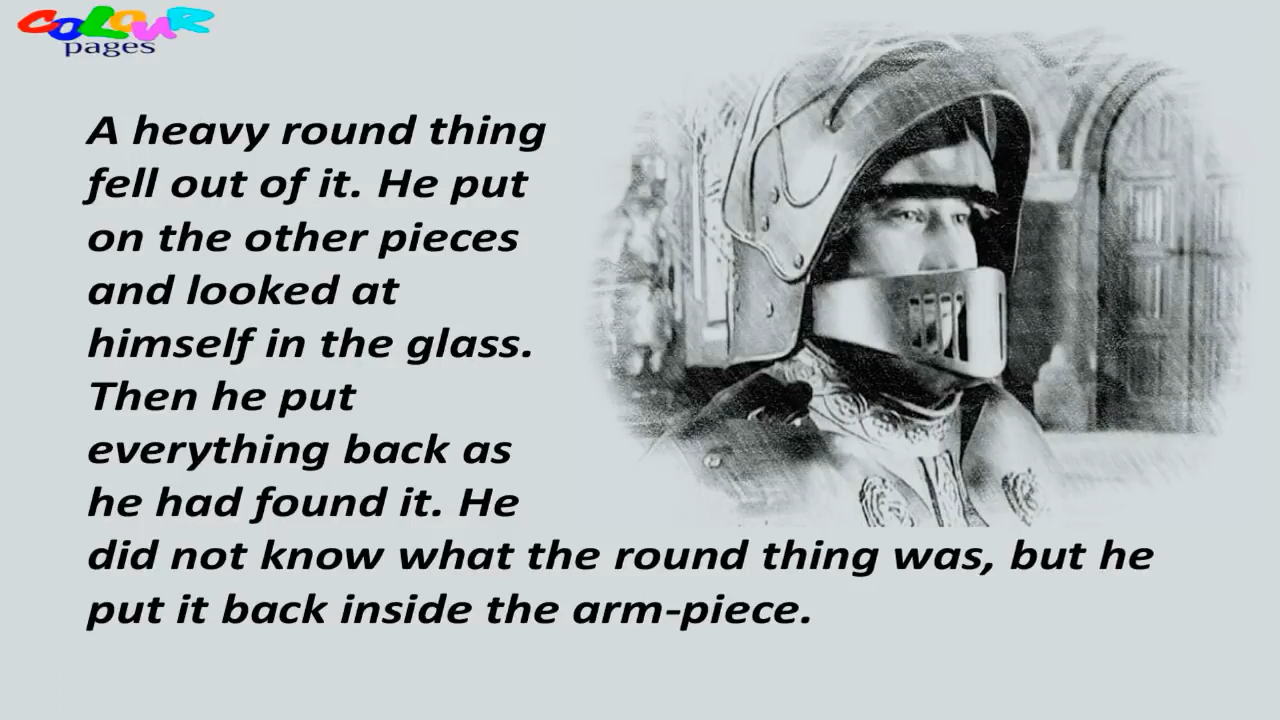 COLOUR
pages
A heavy round thing
fell out of it. He put
on the other pieces
and looked at
himself in the glass.
Then he put
everything back as
he had found it. He
did not know what the round thing was, but he
put it back inside the arm-piece.